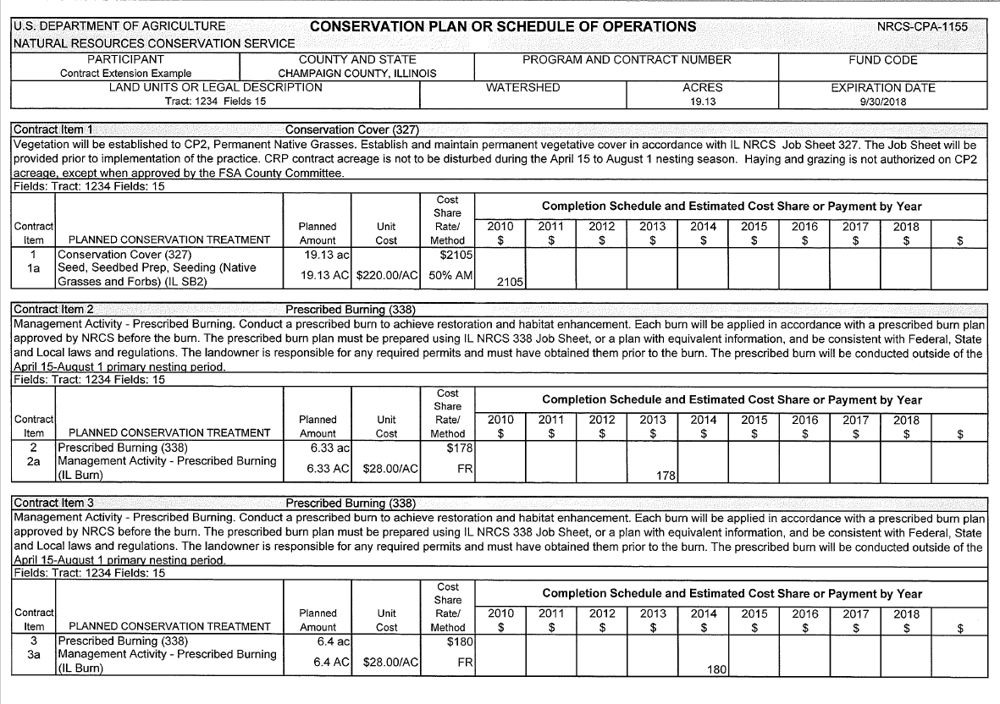 U.S. DEPARTMENT OF AGRICULTURE CONSERVATION PLAN OR SCHEDULE OF OPERATIONS NRCS-CPA-1155
NATURAL RESOURCES CONSERVATION SERVICE
PARTICIPANT COUNTY AND STATE PROGRAM AND CONTRACT NUMBER FUND CODE
Contract Extension Example CHAMPAIGN COUNTY, ILLINOIS
LAND UNITS OR LEGAL DESCRIPTION WATERSHED ACRES EXPIRATION DATE
Tract: 1234 Fields 15 19.13 9/30/2018
Contract Item 1 Conservation Cover (327)
Vegetation will be established to CP2, Permanent Native Grasses. Establish and maintain permanent vegetative cover in accordance with IL NRCS Job Sheet 327. The Job Sheet will be
provided prior to implementation of the practice. CRP contract acreage is not to be disturbed during the April 15 to August 1 nesting season. Haying and grazing is not authorized on CP2
acreage, except when approved by the FSA County Committee.
Fields: Tract: 1234 Fields: 15
Cost
Share Completion Schedule and Estimated Cost Share or Payment by Year
Contract Planned Unit Rate/ 2010 2011 2012 2013 2014 2015 2016 2017 2018
Item PLANNED CONSERVATION TREATMENT Amount Cost Method $ $ $ $ $ $ $ $ $ $
1 Conservation Cover (327) 19.13 ac $2105
1a Seed, Seedbed Prep, Seeding (Native 19.13 AC $220.00/AC 50% AM
Grasses and Forbs) (IL SB2) 2105
Contract Item 2 Prescribed Burning (338)
Management Activity - Prescribed Burning. Conduct a prescribed burn to achieve restoration and habitat enhancement. Each burn will be applied in accordance with a prescribed burn plan
approved by NRCS before the burn. The prescribed burn plan must be prepared using IL NRCS 338 Job Sheet, or a plan with equivalent information, and be consistent with Federal, State
and Local laws and regulations. The landowner is responsible for any required permits and must have obtained them prior to the burn. The prescribed burn will be conducted outside of the
April 15-August 1 primary nesting period.
Fields: Tract: 1234 Fields: 15
Cost
Share Completion Schedule and Estimated Cost Share or Payment by Year
Contract Planned Unit Rate/ 2010 2011 2012 2013 2014 2015 2016 2017 2018
Item PLANNED CONSERVATION TREATMENT Amount Cost Method $ $ $ $ $ $ $ $ $ $
2 Prescribed Burning (338) 6.33 ac $178
2a Management Activity - Prescribed Burning 6.33 AC $28.00/AC FR
(IL Burn) 178
Contract Item 3 Prescribed Burning (338)
Management Activity - Prescribed Burning. Conduct a prescribed burn to achieve restoration and habitat enhancement. Each burn will be applied in accordance with a prescribed burn plan
approved by NRCS before the burn. The prescribed burn plan must be prepared using IL NRCS 338 Job Sheet, or a plan with equivalent information, and be consistent with Federal, State
and Local laws and regulations. The landowner is responsible for any required permits and must have obtained them prior to the burn. The prescribed burn will be conducted outside of the
April 15-August 1 primary nesting period.
Fields: Tract: 1234 Fields: 15
Cost
Share Completion Schedule and Estimated Cost Share or Payment by Year
Contract Planned Unit Rate/ 2010 2011 2012 2013 2014 2015 2016 2017 2018
Item PLANNED CONSERVATION TREATMENT Amount Cost Method $ $ $ $ $ $ $ $ $ $
3 Prescribed Burning (338) 6.4 ac $180
3a Management Activity - Prescribed Burning 6.4 AC $28.00/AC FR
(IL Burn) 180